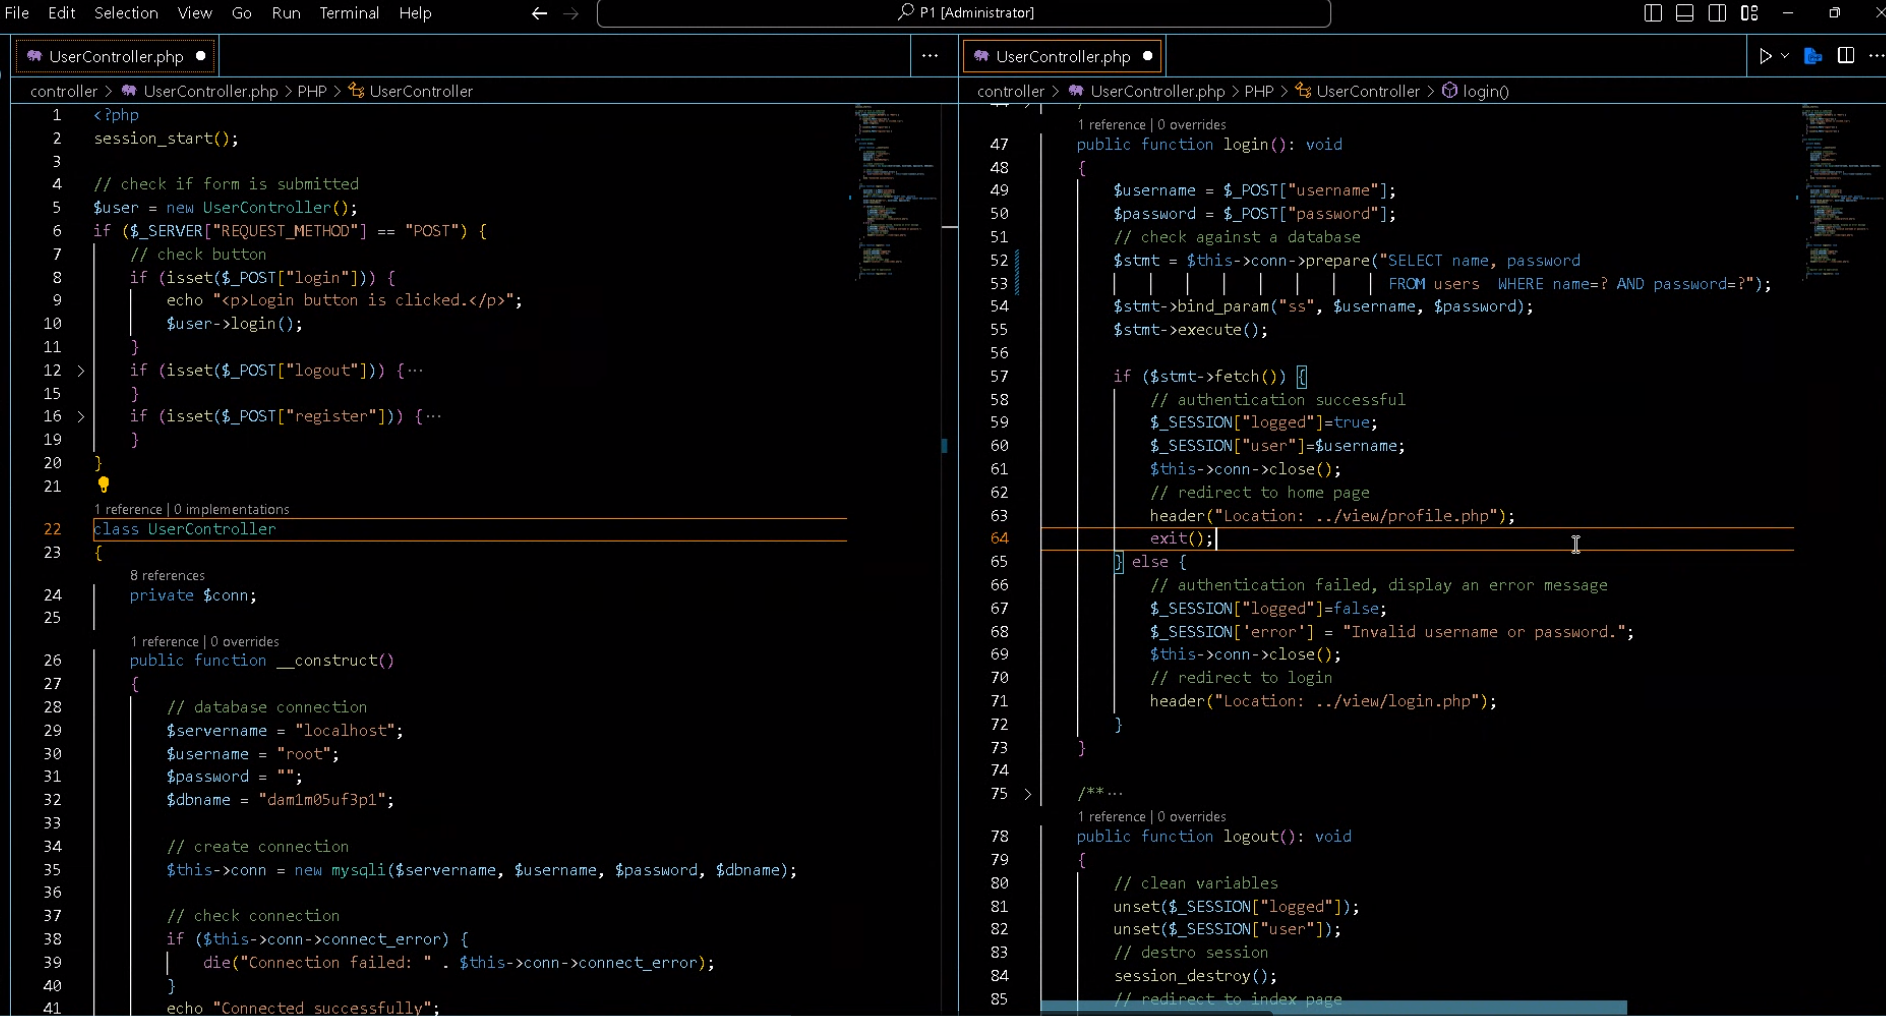 File Edit Selection View Go Run Terminal Help
P1 [Administrator]
UserController.php
controller > UserController.php > PHP > UserController
1 <?php
2 session_start();
3
4 // check if form is submitted
5 $user = new UserController();
6 if ($_SERVER["REQUEST_METHOD"] == "POST") {
7 // check button
8 if (isset($_POST["login"])) {
9 echo "<p>Login button is clicked.</p>";
10 $user->login();
11 }
12 if (isset($_POST["logout"])) {···
15 }
16 if (isset($_POST["register"])) {···
19 }
20 }
21
1 reference | 0 implementations
22 class UserController
23 {
8 references
24 private $conn;
25
1 reference | 0 overrides
26 public function __construct()
27 {
28 // database connection
29 $servername = "localhost";
30 $username = "root";
31 $password = "";
32 $dbname = "dam1m05uf3p1";
33
34 // create connection
35 $this->conn = new mysqli($servername, $username, $password, $dbname);
36
37 // check connection
38 if ($this->conn->connect_error) {
39 die("Connection failed: " . $this->conn->connect_error);
40 }
41 echo "Connected successfully";
UserController.php
controller > UserController.php > PHP > UserController > login()
1 reference | 0 overrides
47 public function login(): void
48 {
49 $username = $_POST["username"];
50 $password = $_POST["password"];
51 // check against a database
52 $stmt = $this->conn->prepare("SELECT name, password
53 FROM users WHERE name=? AND password=?");
54 $stmt->bind_param("ss", $username, $password);
55 $stmt->execute();
56
57 if ($stmt->fetch()) {
58 // authentication successful
59 $_SESSION["logged"]=true;
60 $_SESSION["user"]=$username;
61 $this->conn->close();
62 // redirect to home page
63 header("Location: ../view/profile.php");
64 exit();
65 } else {
66 // authentication failed, display an error message
67 $_SESSION["logged"]=false;
68 $_SESSION['error'] = "Invalid username or password.";
69 $this->conn->close();
70 // redirect to login
71 header("Location: ../view/login.php");
72 }
73 }
74
75 /**···
1 reference | 0 overrides
78 public function logout(): void
79 {
80 // clean variables
81 unset($_SESSION["logged"]);
82 unset($_SESSION["user"]);
83 // destro session
84 session_destroy();
85 // redirect to index page